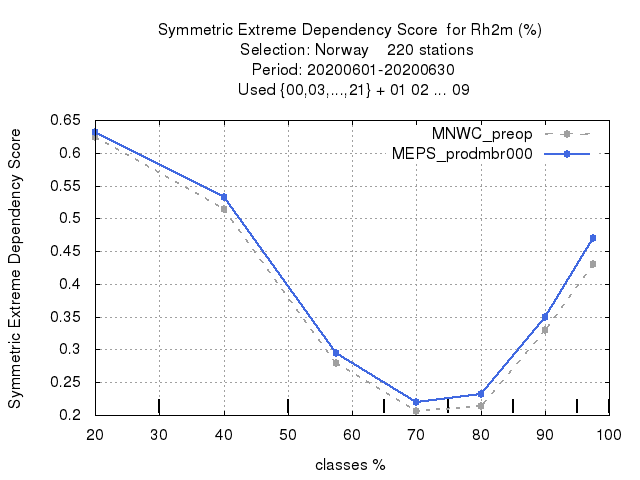 Symmetric Extreme Dependency Score for Rh2m (%)
Selection: Norway 220 stations
Period: 20200601-20200630
Used {00,03,...,21} + 01 02 ... 09
MNWC_preop
MEPS_prodmbr000
Symmetric Extreme Dependency Score
0.65
0.6
0.55
0.5
0.45
0.4
0.35
0.3
0.25
0.2
20 30 40 50 60 70 80 90 100
classes %